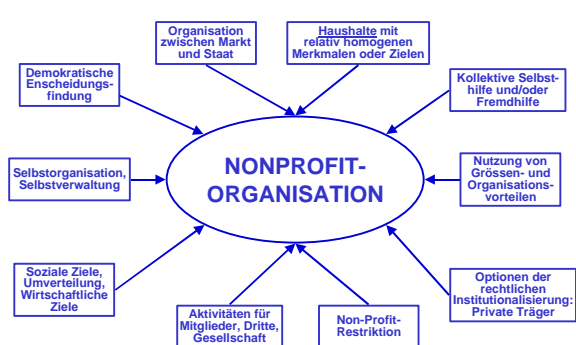 Organisation
zwischen Markt
und Staat
Haushalte mit
relativ homogenen
Merkmalen oder Zielen
Demokratische
Enscheidungs-
findung
Kollektive Selbst-
hilfe und/oder
Fremdhilfe
Selbstorganisation,
Selbstverwaltung
NONPROFIT-
ORGANISATION
Nutzung von
Grössen- und
Organisations-
vorteilen
Soziale Ziele,
Umverteilung,
Wirtschaftliche
Ziele
Aktivitäten für
Mitglieder, Dritte,
Gesellschaft
Non-Profit-
Restriktion
Optionen der
rechtlichen
Institutionalisierung:
Private Träger